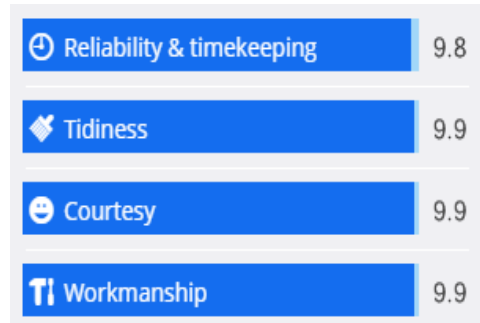 Reliability & timekeeping 9.8
Tidiness 9.9
Courtesy 9.9
Workmanship 9.9